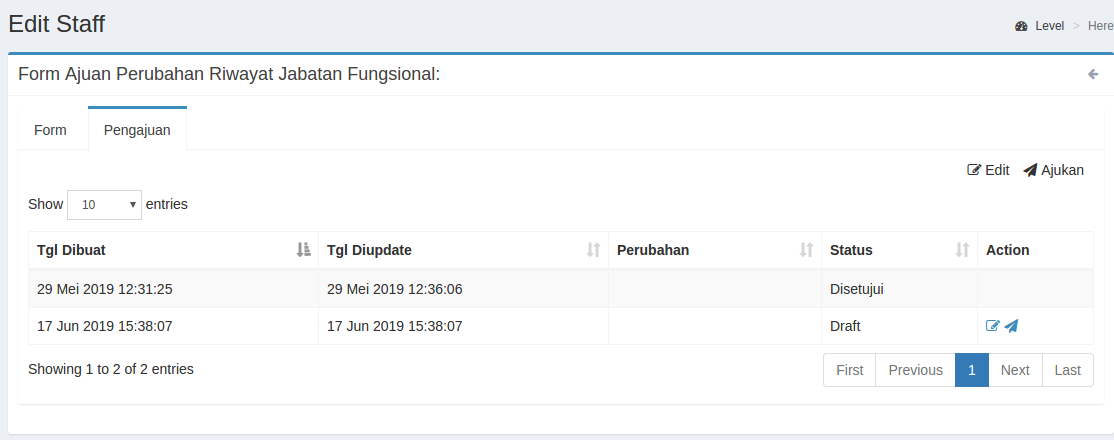 Edit Staff
Level > Here
Form Ajuan Perubahan Riwayat Jabatan Fungsional:
Form Pengajuan
Edit Ajukan
Show 10 entries
Tgl Dibuat Tgl Diupdate Perubahan Status Action
29 Mei 2019 12:31:25 29 Mei 2019 12:36:06 Disetujui
17 Jun 2019 15:38:07 17 Jun 2019 15:38:07 Draft
Showing 1 to 2 of 2 entries First Previous 1 Next Last